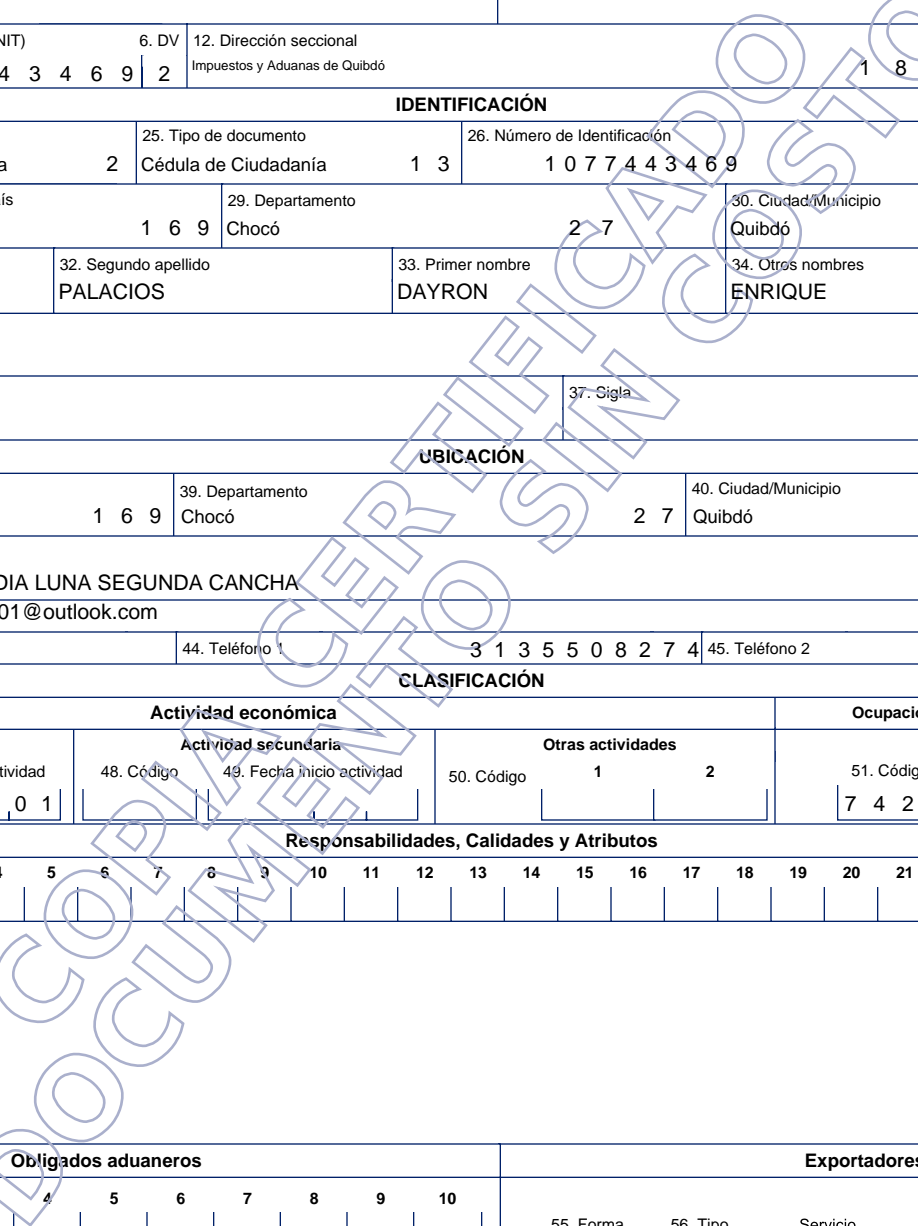 NIT) 6. DV 12. Dirección seccional
4 3 4 6 9 2 Impuestos y Aduanas de Quibdó 1 8
IDENTIFICACIÓN
25. Tipo de documento 26. Número de Identificación
a 2 Cédula de Ciudadanía 1 3 1 0 7 7 4 4 3 4 6 9
ís 29. Departamento 30. Ciudad/Municipio
1 6 9 Chocó 2 7 Quibdó
32. Segundo apellido 33. Primer nombre 34. Otros nombres
PALACIOS DAYRON ENRIQUE
37. Sigla
UBICACIÓN
39. Departamento 40. Ciudad/Municipio
1 6 9 Chocó 2 7 Quibdó
DIA LUNA SEGUNDA CANCHA
01@outlook.com
44. Teléfono 1 3 1 3 5 5 0 8 2 7 4 45. Teléfono 2
CLASIFICACIÓN
Actividad económica Ocupació
Actividad secundaria Otras actividades
tividad 48. Código 49. Fecha inicio actividad 50. Código 1 2 51. Códig
0 1 7 4 2
Responsabilidades, Calidades y Atributos
4 5 6 7 8 9 10 11 12 13 14 15 16 17 18 19 20 21
Obligados aduaneros Exportadores
4 5 6 7 8 9 10
55. Forma 56. Tipo Servicio
COPIA CERTIFICADO
DOCUMENTO SIN COSTO